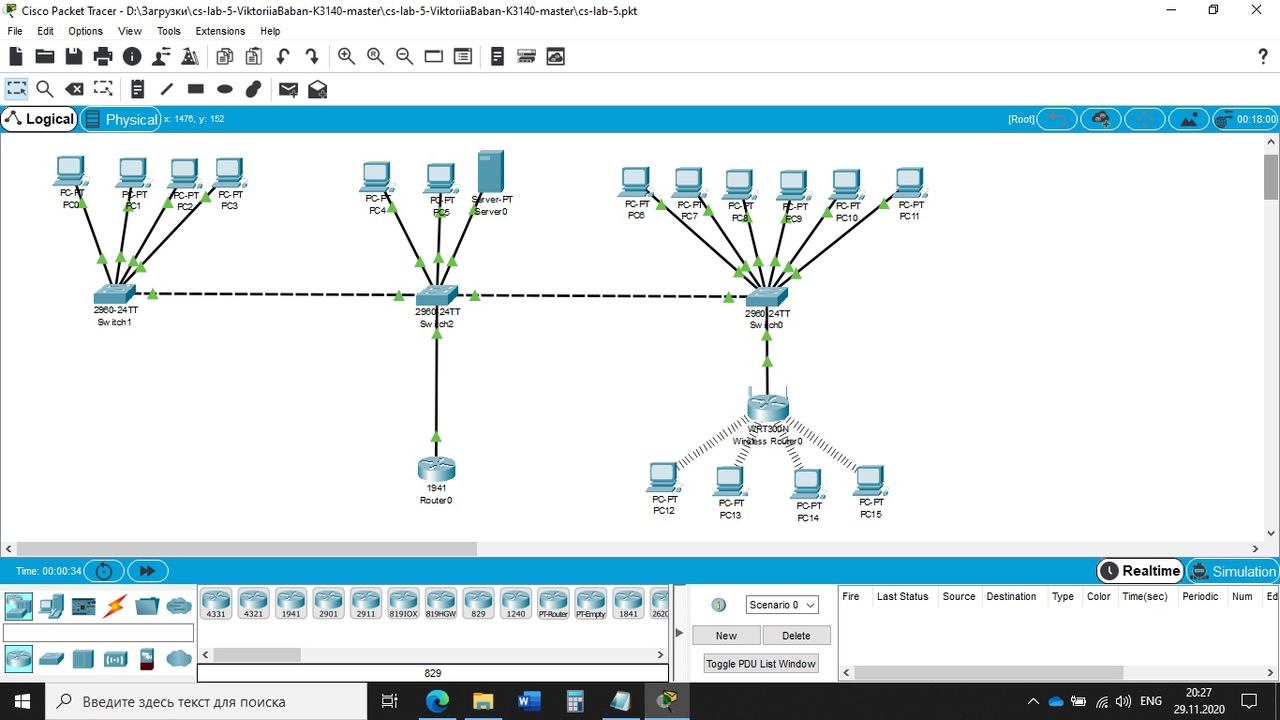 Cisco Packet Tracer - D:\Загрузки\cs-lab-5-ViktoriiaBaban-K3140-master\cs-lab-5-ViktoriiaBaban-K3140-master\cs-lab-5.pkt
File Edit Options View Tools Extensions Help
Logical Physical x: 1476, y: 152 [Root] 00:18:00
PC-PT
PC0
PC-PT
PC1
PC-PT
PC2
PC-PT
PC3
PC-PT
PC4
PC-PT
PC5
Server-PT
Server0
PC-PT
PC6
PC-PT
PC7
PC-PT
PC8
PC-PT
PC9
PC-PT
PC10
PC-PT
PC11
2960-24TT
Switch1
2960-24TT
Switch2
2960-24TT
Switch0
WRT300N
Wireless Router0
1941
Router0
PC-PT
PC12
PC-PT
PC13
PC-PT
PC14
PC-PT
PC15
Time: 00:00:34 Realtime Simulation
4331 4321 1941 2901 2911 819IOX 819HGW 829 1240 PT-Router PT-Empty 1841 2620
829
Scenario 0
New Delete
Toggle PDU List Window
Fire Last Status Source Destination Type Color Time(sec) Periodic Num Ed
Введите здесь текст для поиска
ENG
20:27
29.11.2020